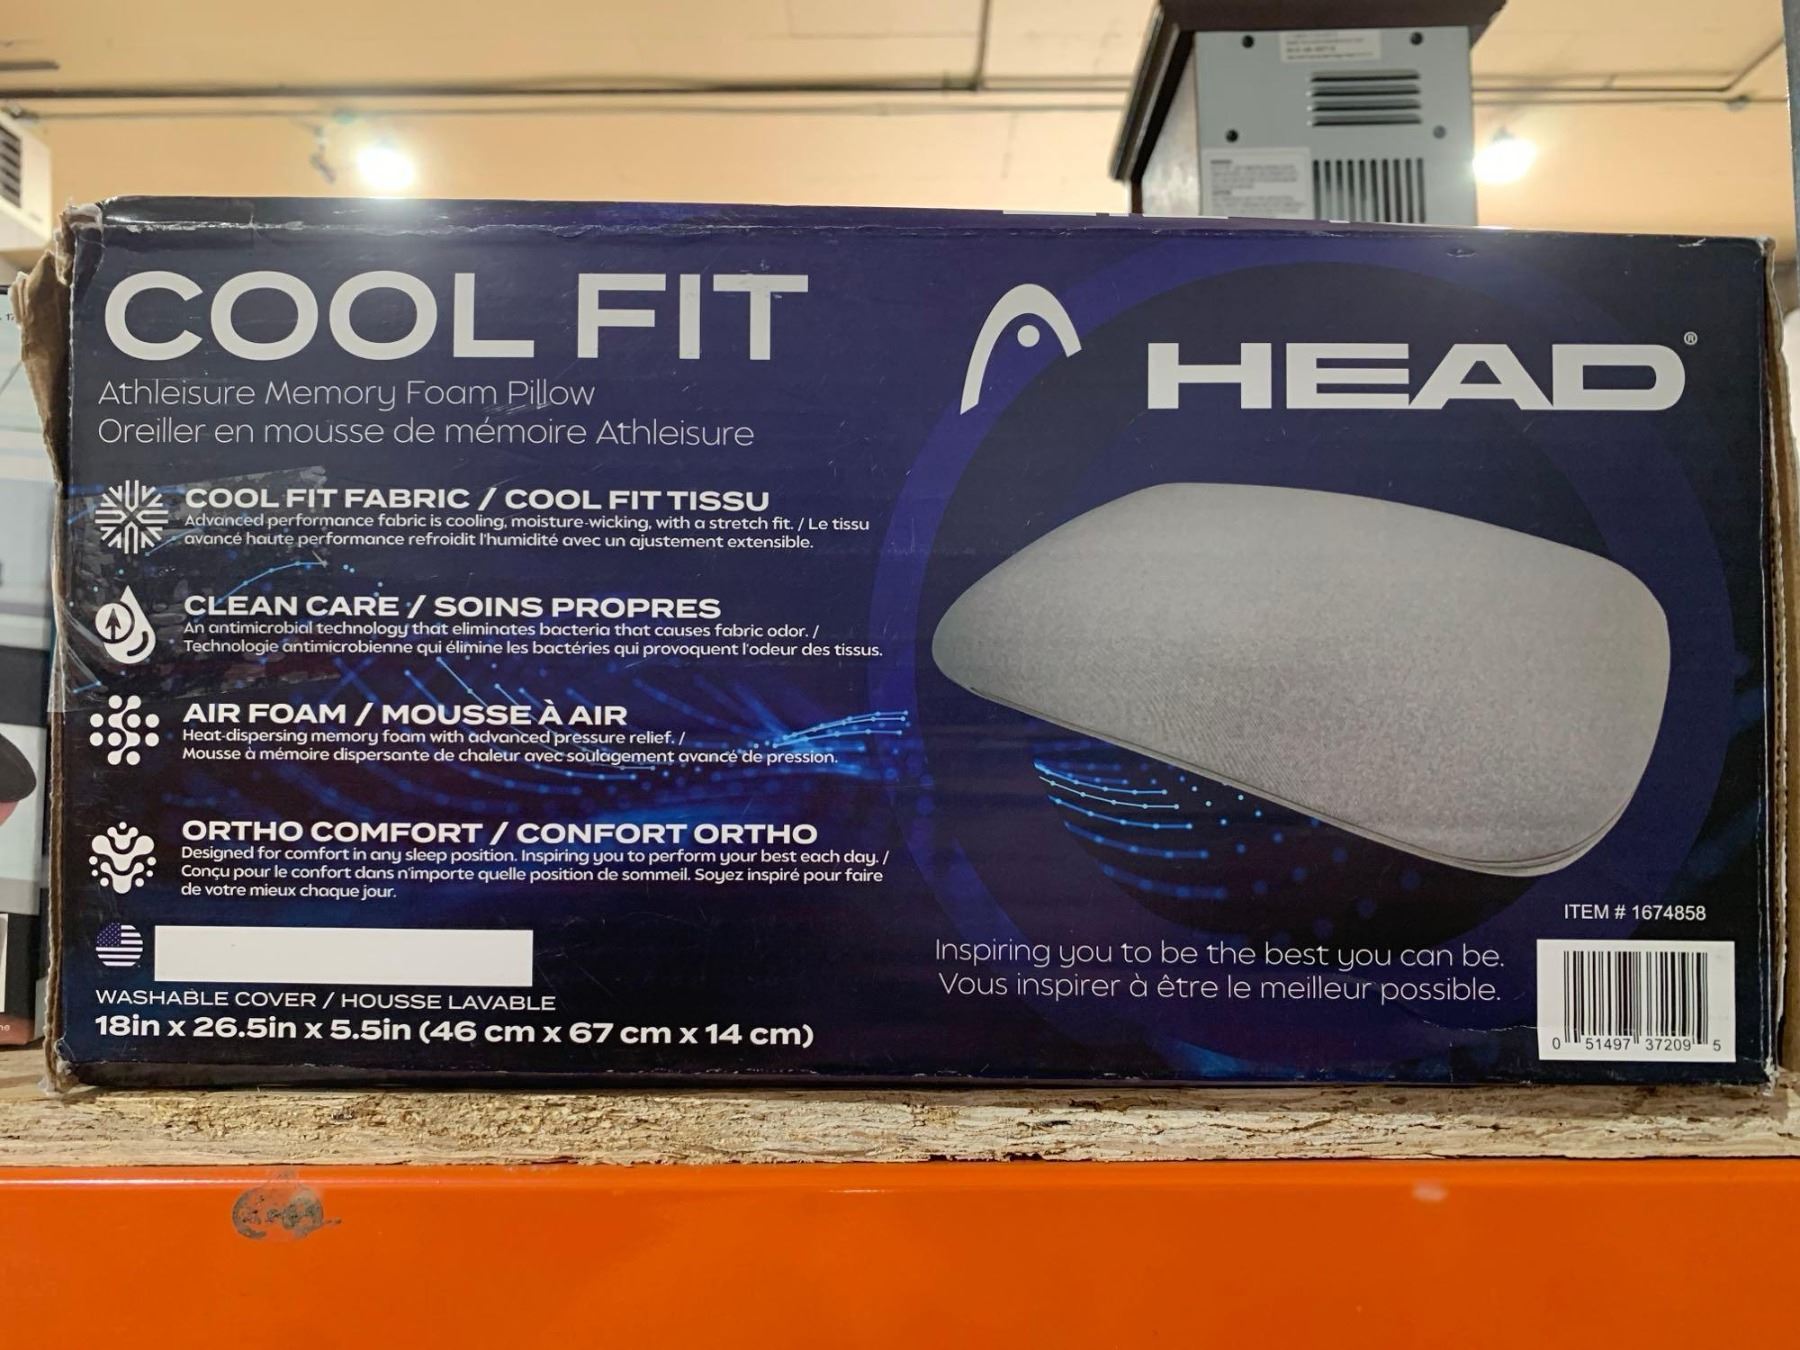 COOL FIT
Athleisure Memory Foam Pillow
Oreiller en mousse de mémoire Athleisure
COOL FIT FABRIC / COOL FIT TISSU
Advanced performance fabric is cooling, moisture-wicking, with a stretch fit. / Le tissu
avancé haute performance refroidit l'humidité avec un ajustement extensible.
CLEAN CARE / SOINS PROPRES
An antimicrobial technology that eliminates bacteria that causes fabric odor. /
Technologie antimicrobienne qui élimine les bactéries qui provoquent l'odeur des tissus.
AIR FOAM / MOUSSE À AIR
Heat-dispersing memory foam with advanced pressure relief. /
Mousse à mémoire dispersante de chaleur avec soulagement avancé de pression.
ORTHO COMFORT / CONFORT ORTHO
Designed for comfort in any sleep position. Inspiring you to perform your best each day. /
Conçu pour le confort dans n'importe quelle position de sommeil. Soyez inspiré pour faire
de votre mieux chaque jour.
WASHABLE COVER / HOUSSE LAVABLE
18in x 26.5in x 5.5in (46 cm x 67 cm x 14 cm)
HEAD®
Inspiring you to be the best you can be.
Vous inspirer à être le meilleur possible.
ITEM # 1674858
0 51497 37209 5